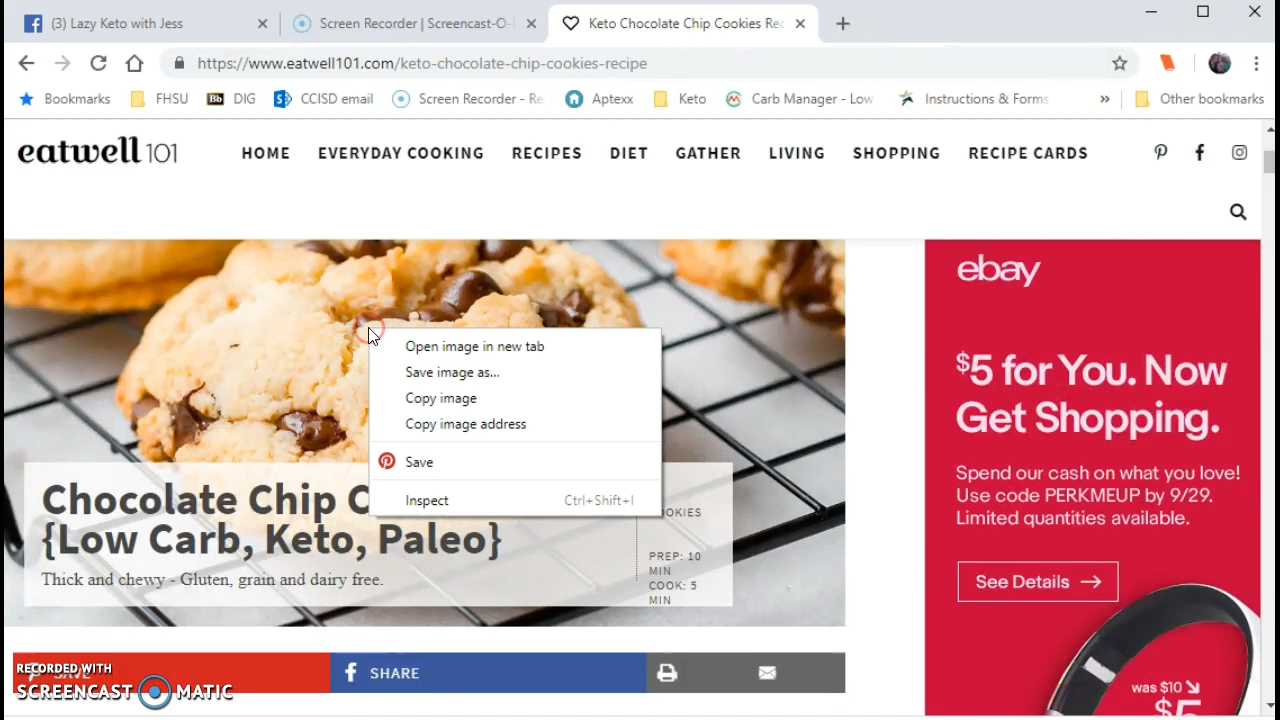 (3) Lazy Keto with Jess
Screen Recorder | Screencast-O-
Keto Chocolate Chip Cookies Rec
https://www.eatwell101.com/keto-chocolate-chip-cookies-recipe
Bookmarks FHSU Bb DIG CCISD email Screen Recorder - Re Aptexx Keto Carb Manager - Low Instructions & Forms » Other bookmarks
eatwell 101
HOME EVERYDAY COOKING RECIPES DIET GATHER LIVING SHOPPING RECIPE CARDS
Open image in new tab
Save image as...
Copy image
Copy image address
Save
Inspect Ctrl+Shift+I
Chocolate Chip C
{Low Carb, Keto, Paleo}
Thick and chewy - Gluten, grain and dairy free.
OOKIES
PREP: 10
MIN
COOK: 5
MIN
SAVE
SHARE
RECORDED WITH
SCREENCAST MATIC
ebay
$5 for You. Now
Get Shopping.
Spend our cash on what you love!
Use code PERKMEUP by 9/29.
Limited quantities available.
See Details →
was $10
$5